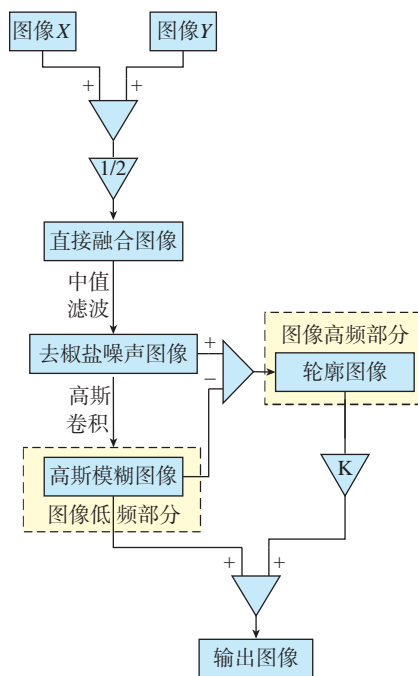 图像X
图像Y
+
+
1/2
直接融合图像
中值
滤波
去椒盐噪声图像
+
−
图像高频部分
轮廓图像
高斯
卷积
高斯模糊图像
图像低频部分
K
+
+
输出图像